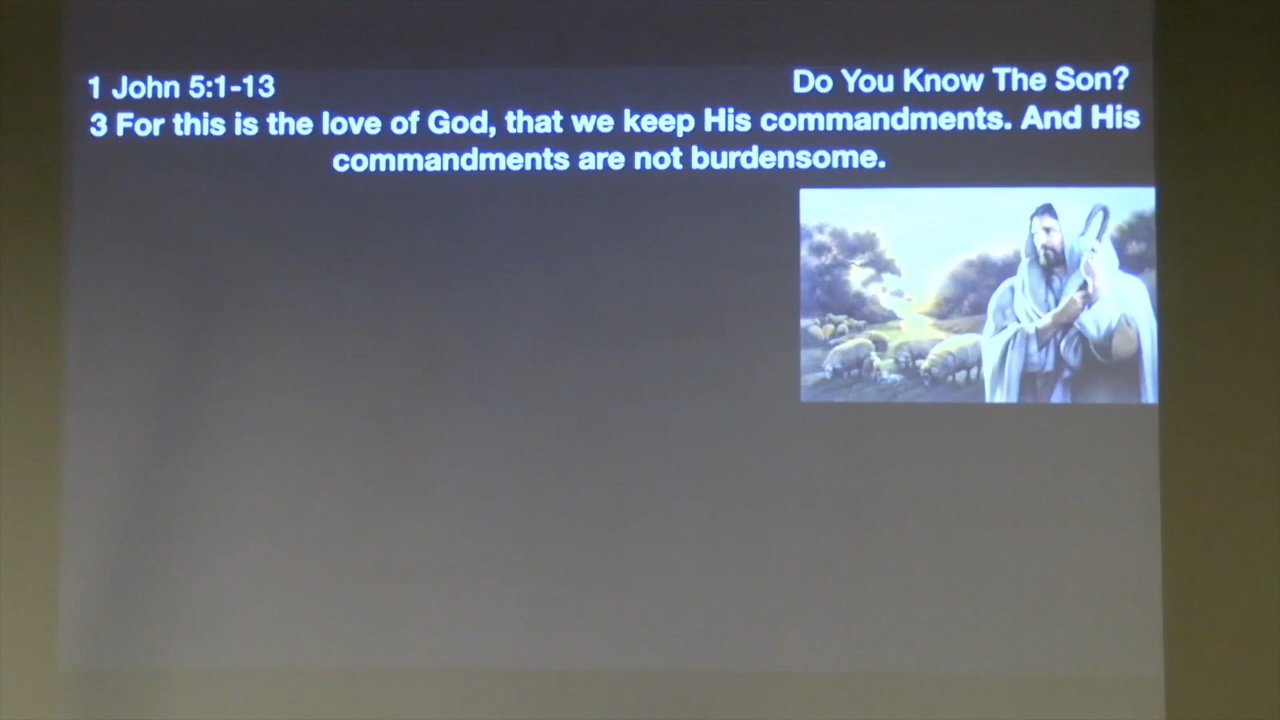 1 John 5:1-13
Do You Know The Son?
3 For this is the love of God, that we keep His commandments. And His
commandments are not burdensome.